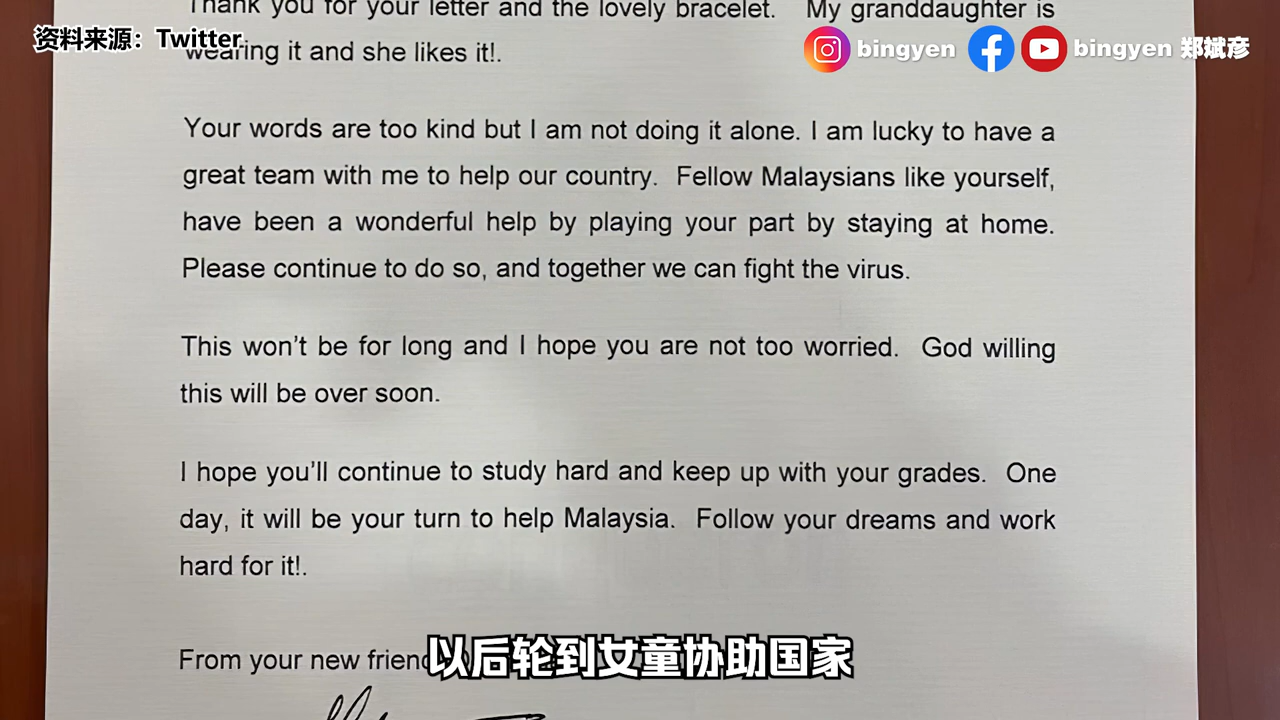 资料来源：Twitter
bingyen
bingyen 郑斌彦
Thank you for your letter and the lovely bracelet. My granddaughter is
wearing it and she likes it!.
Your words are too kind but I am not doing it alone. I am lucky to have a
great team with me to help our country. Fellow Malaysians like yourself,
have been a wonderful help by playing your part by staying at home.
Please continue to do so, and together we can fight the virus.
This won't be for long and I hope you are not too worried. God willing
this will be over soon.
I hope you'll continue to study hard and keep up with your grades. One
day, it will be your turn to help Malaysia. Follow your dreams and work
hard for it!.
From your new friend
以后轮到女童协助国家